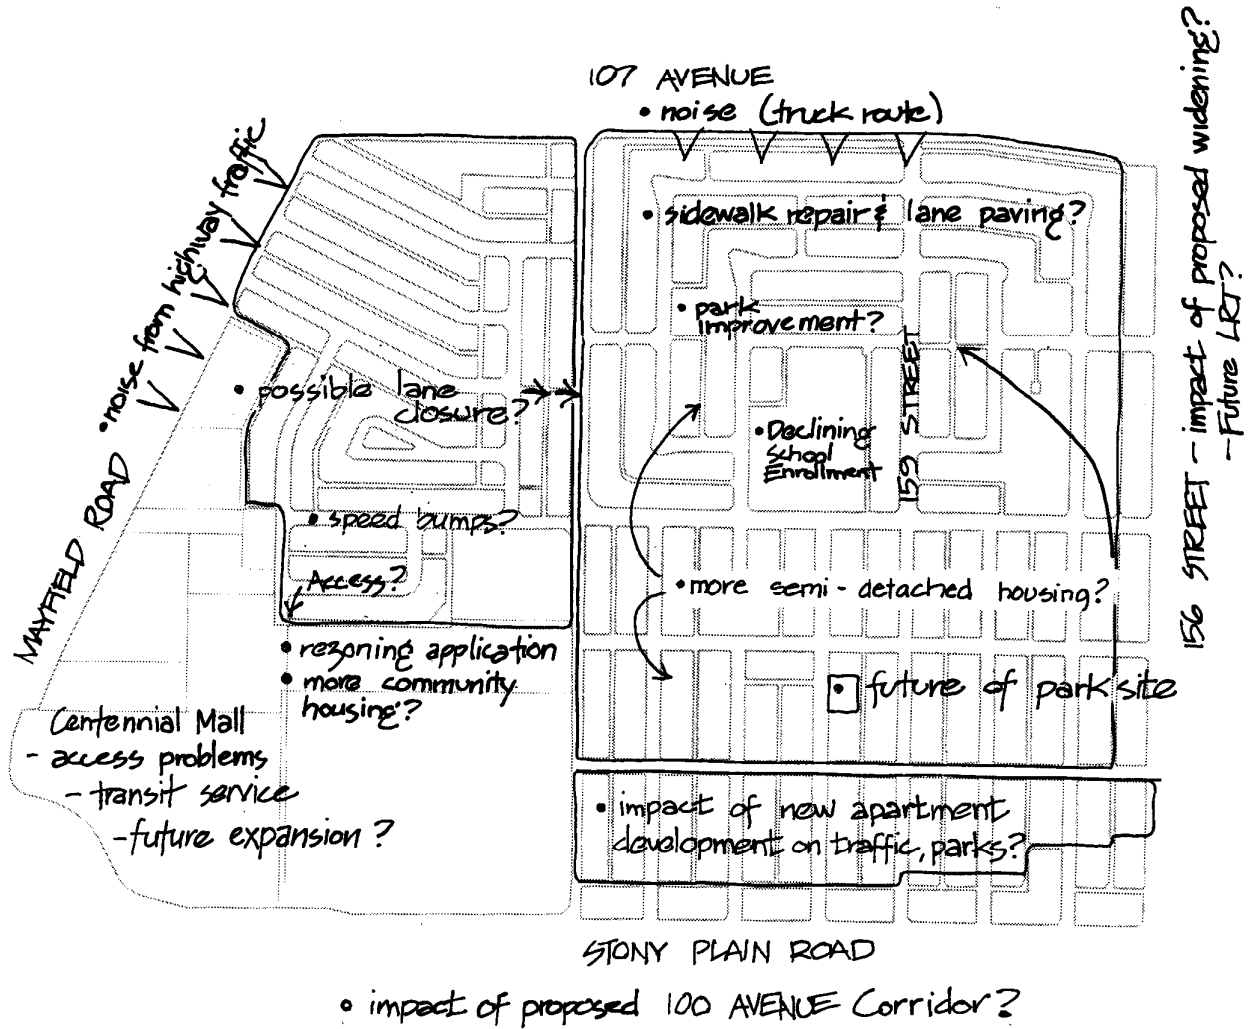 107 AVENUE
• noise (truck route)
• noise from highway traffic
MAYFIELD ROAD
156 STREET – impact of proposed widening?
– Future LRT?
• sidewalk repair & lane paving?
• park
improvement?
• possible lane
closure?
• Declining
School
Enrollment
159 STREET
• speed bumps?
Access?
• more semi-detached housing?
• rezoning application
• more community
housing?
• future of park site
Centennial Mall
- access problems
- transit service
- future expansion?
• impact of new apartment
development on traffic, parks?
STONY PLAIN ROAD
• impact of proposed 100 AVENUE Corridor?